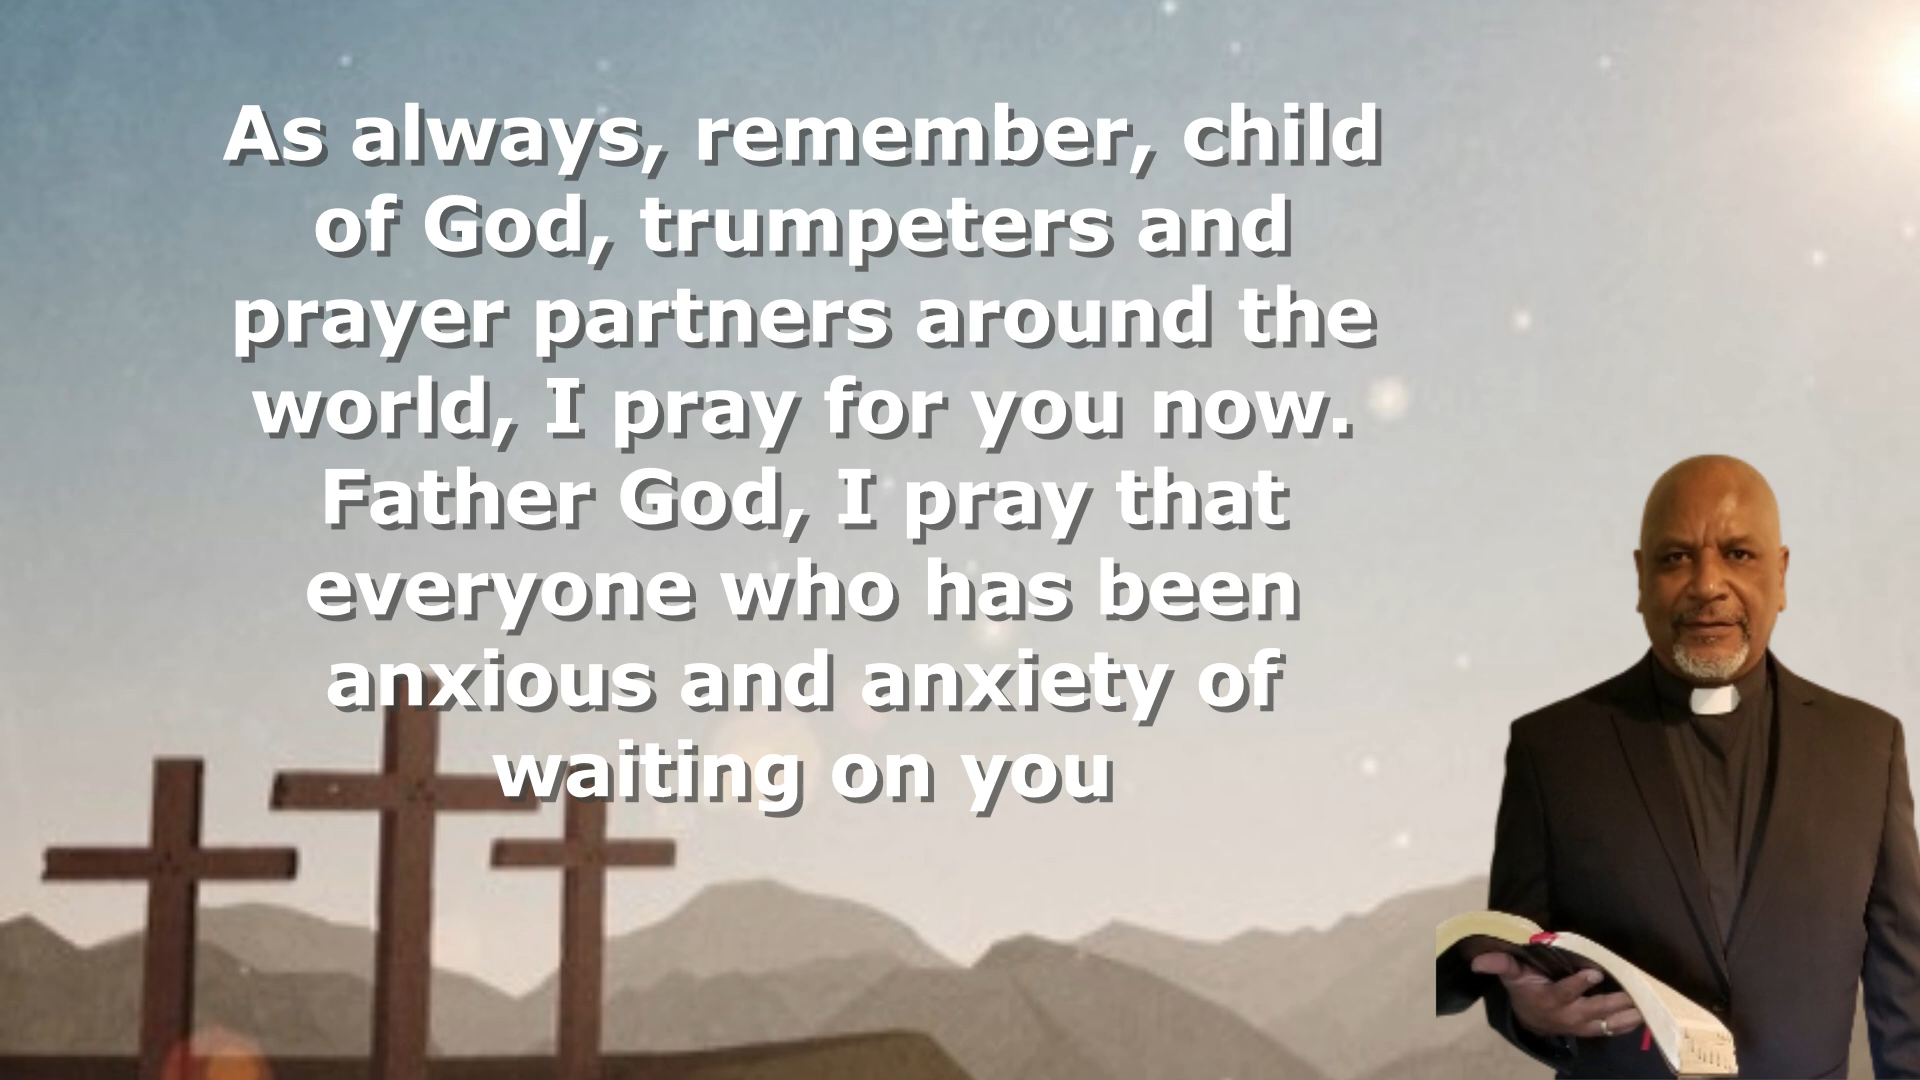 As always, remember, child
of God, trumpeters and
prayer partners around the
world, I pray for you now.
Father God, I pray that
everyone who has been
anxious and anxiety of
waiting on you